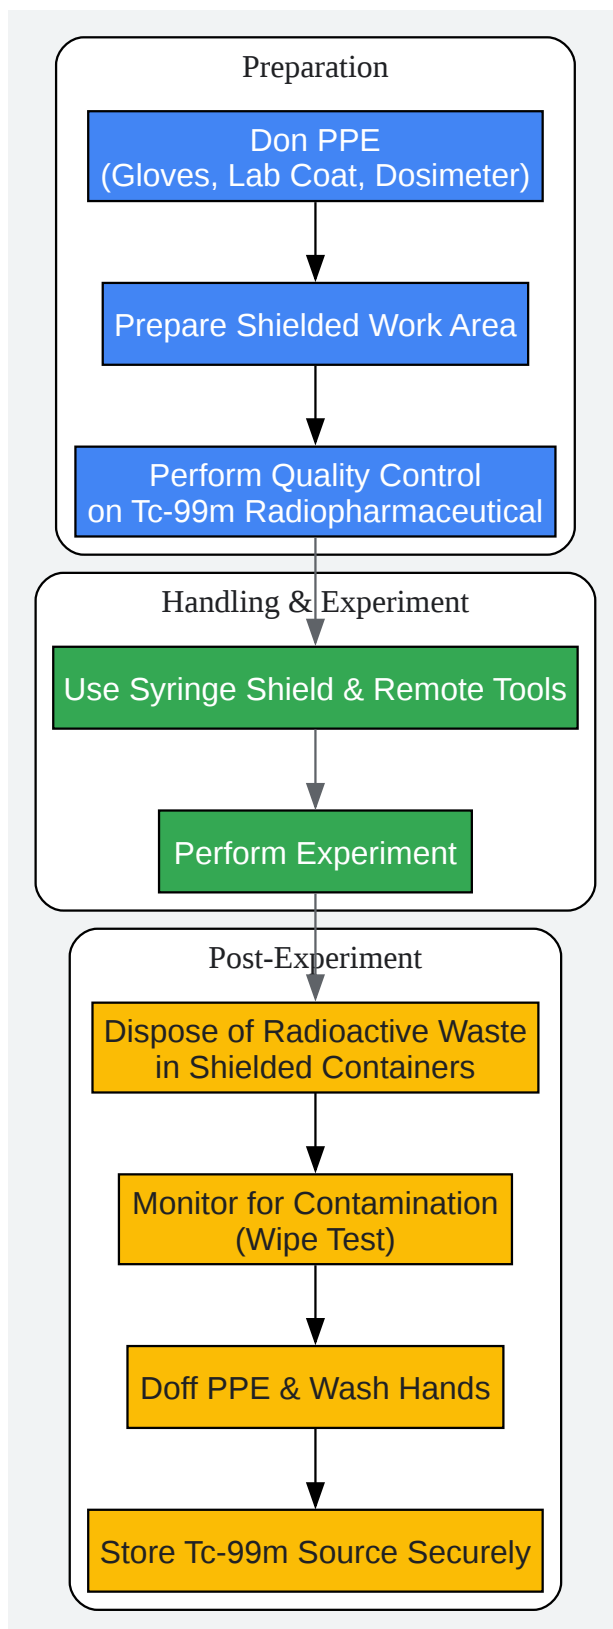 Preparation
Don PPE
(Gloves, Lab Coat, Dosimeter)
Prepare Shielded Work Area
Perform Quality Control
on Tc-99m Radiopharmaceutical
Handling & Experiment
Use Syringe Shield & Remote Tools
Perform Experiment
Post-Experiment
Dispose of Radioactive Waste
in Shielded Containers
Monitor for Contamination
(Wipe Test)
Doff PPE & Wash Hands
Store Tc-99m Source Securely